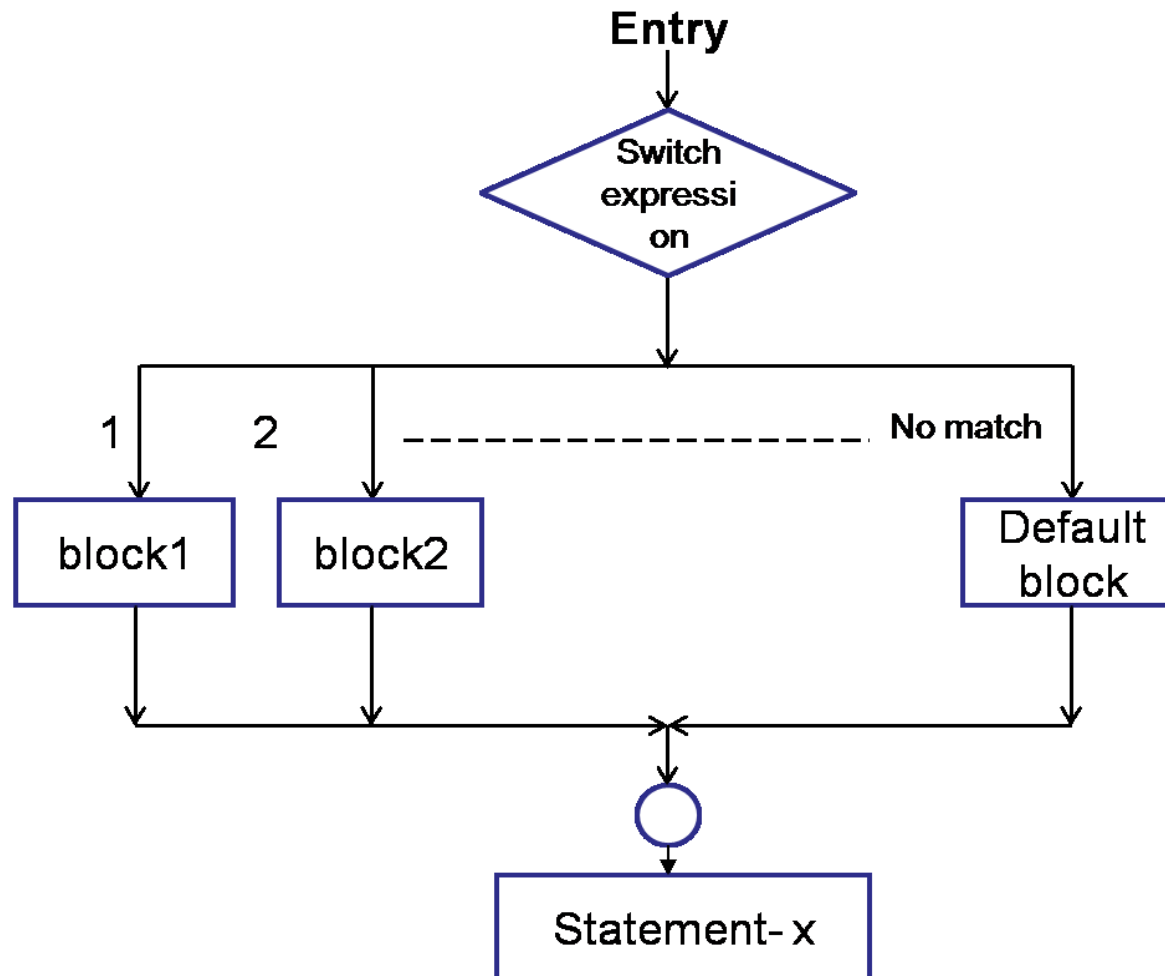 Entry
Switch
expressi
on
1
2
No match
block1
block2
Default
block
Statement- x